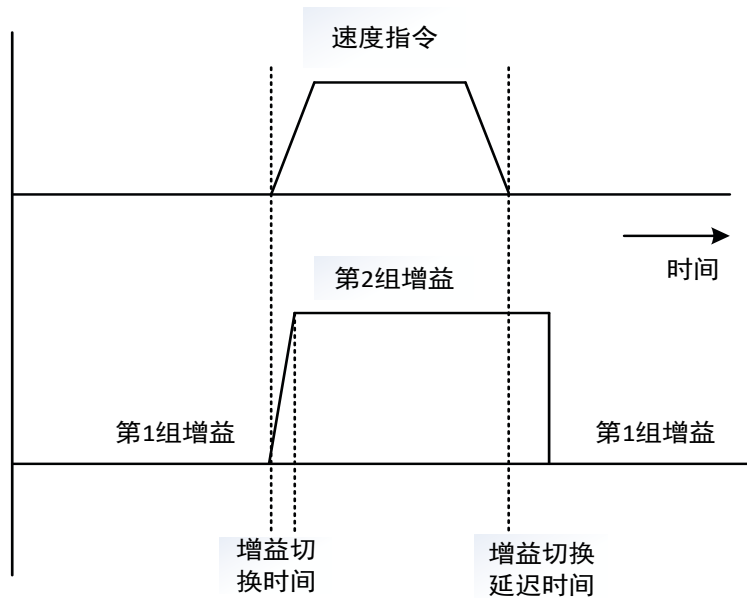 速度指令
时间
第2组增益
第1组增益
第1组增益
增益切
换时间
增益切换
延迟时间